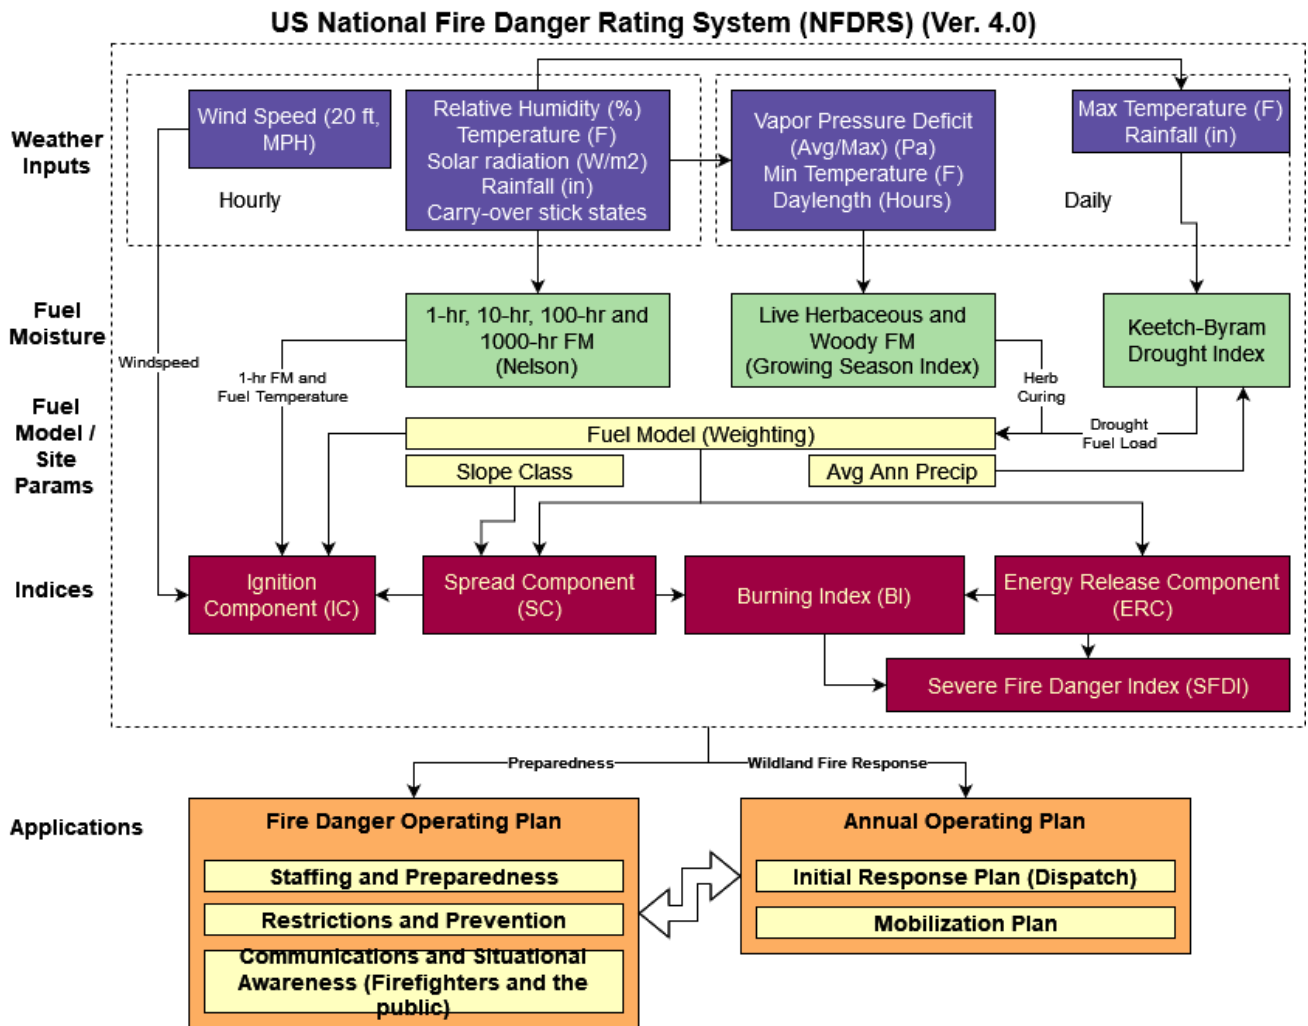 US National Fire Danger Rating System (NFDRS) (Ver. 4.0)
Weather
Inputs
Wind Speed (20 ft,
MPH)
Hourly
Relative Humidity (%)
Temperature (F)
Solar radiation (W/m2)
Rainfall (in)
Carry-over stick states
Vapor Pressure Deficit
(Avg/Max) (Pa)
Min Temperature (F)
Daylength (Hours)
Max Temperature (F)
Rainfall (in)
Daily
Fuel
Moisture
Windspeed
1-hr, 10-hr, 100-hr and
1000-hr FM
(Nelson)
Live Herbaceous and
Woody FM
(Growing Season Index)
Keetch-Byram
Drought Index
1-hr FM and
Fuel Temperature
Herb
Curing
Drought
Fuel Load
Fuel
Model /
Site
Params
Fuel Model (Weighting)
Slope Class
Avg Ann Precip
Indices
Ignition
Component (IC)
Spread Component
(SC)
Burning Index (BI)
Energy Release Component
(ERC)
Severe Fire Danger Index (SFDI)
Preparedness
Wildland Fire Response
Applications
Fire Danger Operating Plan
Staffing and Preparedness
Restrictions and Prevention
Communications and Situational
Awareness (Firefighters and the
public)
Annual Operating Plan
Initial Response Plan (Dispatch)
Mobilization Plan